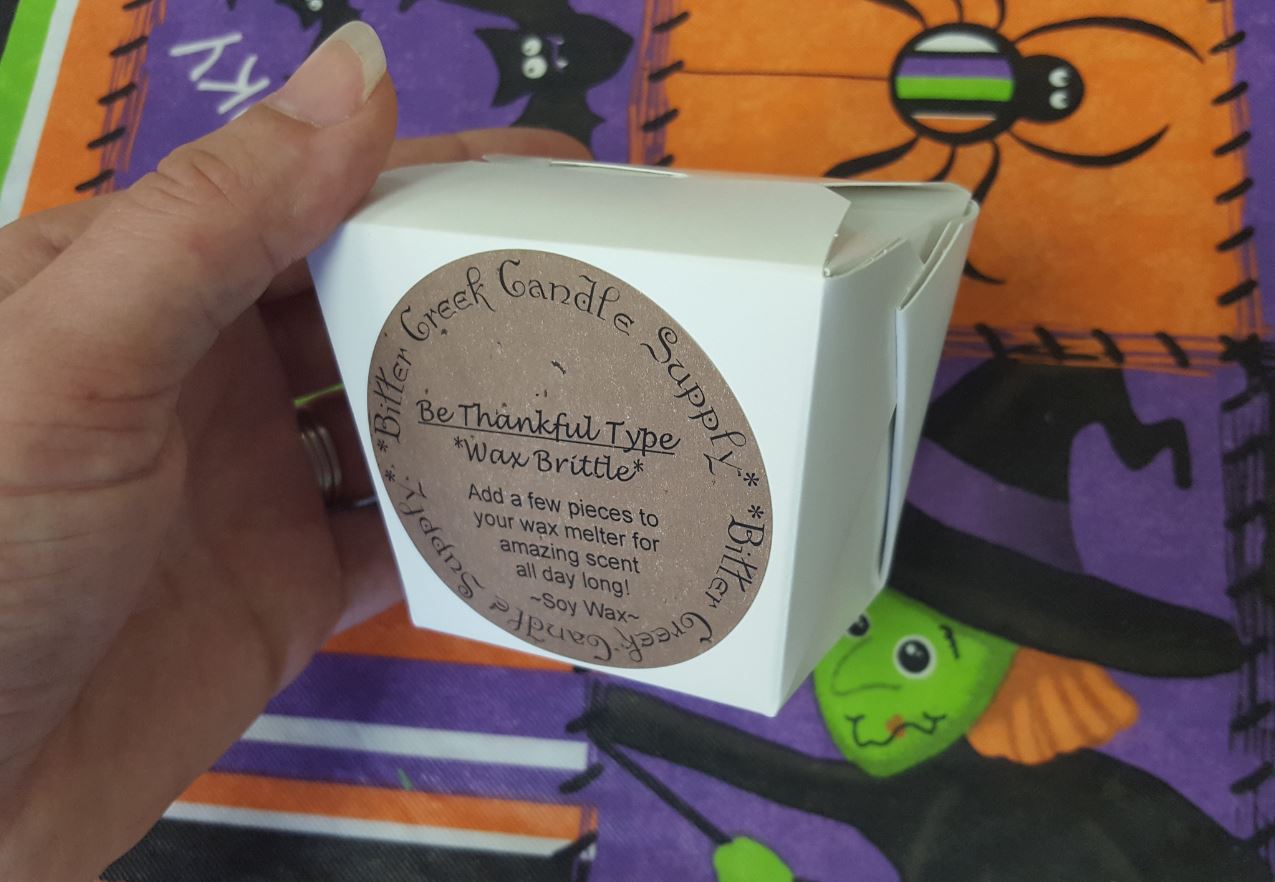 KY
*Bitter Creek Candle Supply*
*Bitter Creek Candle Supply*
Be Thankful Type
*Wax Brittle*
Add a few pieces to
your wax melter for
amazing scent
all day long!
~Soy Wax~